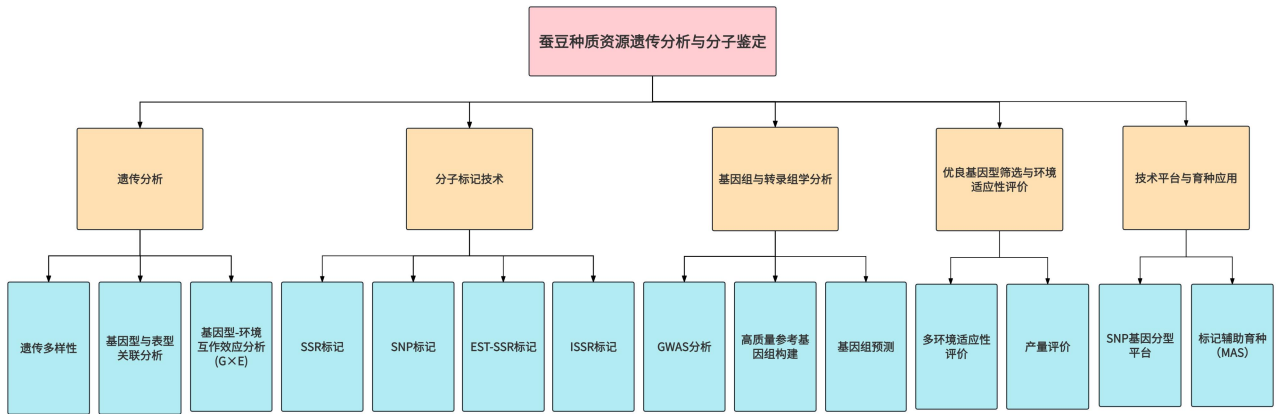 蚕豆种质资源遗传分析与分子鉴定
遗传分析
分子标记技术
基因组与转录组学分析
优良基因型筛选与环境
适应性评价
技术平台与育种应用
遗传多样性
基因型与表型
关联分析
基因型-环境
互作效应分析
(G×E)
SSR标记
SNP标记
EST-SSR标记
ISSR标记
GWAS分析
高质量参考基
因组构建
基因组预测
多环境适应性
评价
产量评价
SNP基因分型
平台
标记辅助育种
（MAS）